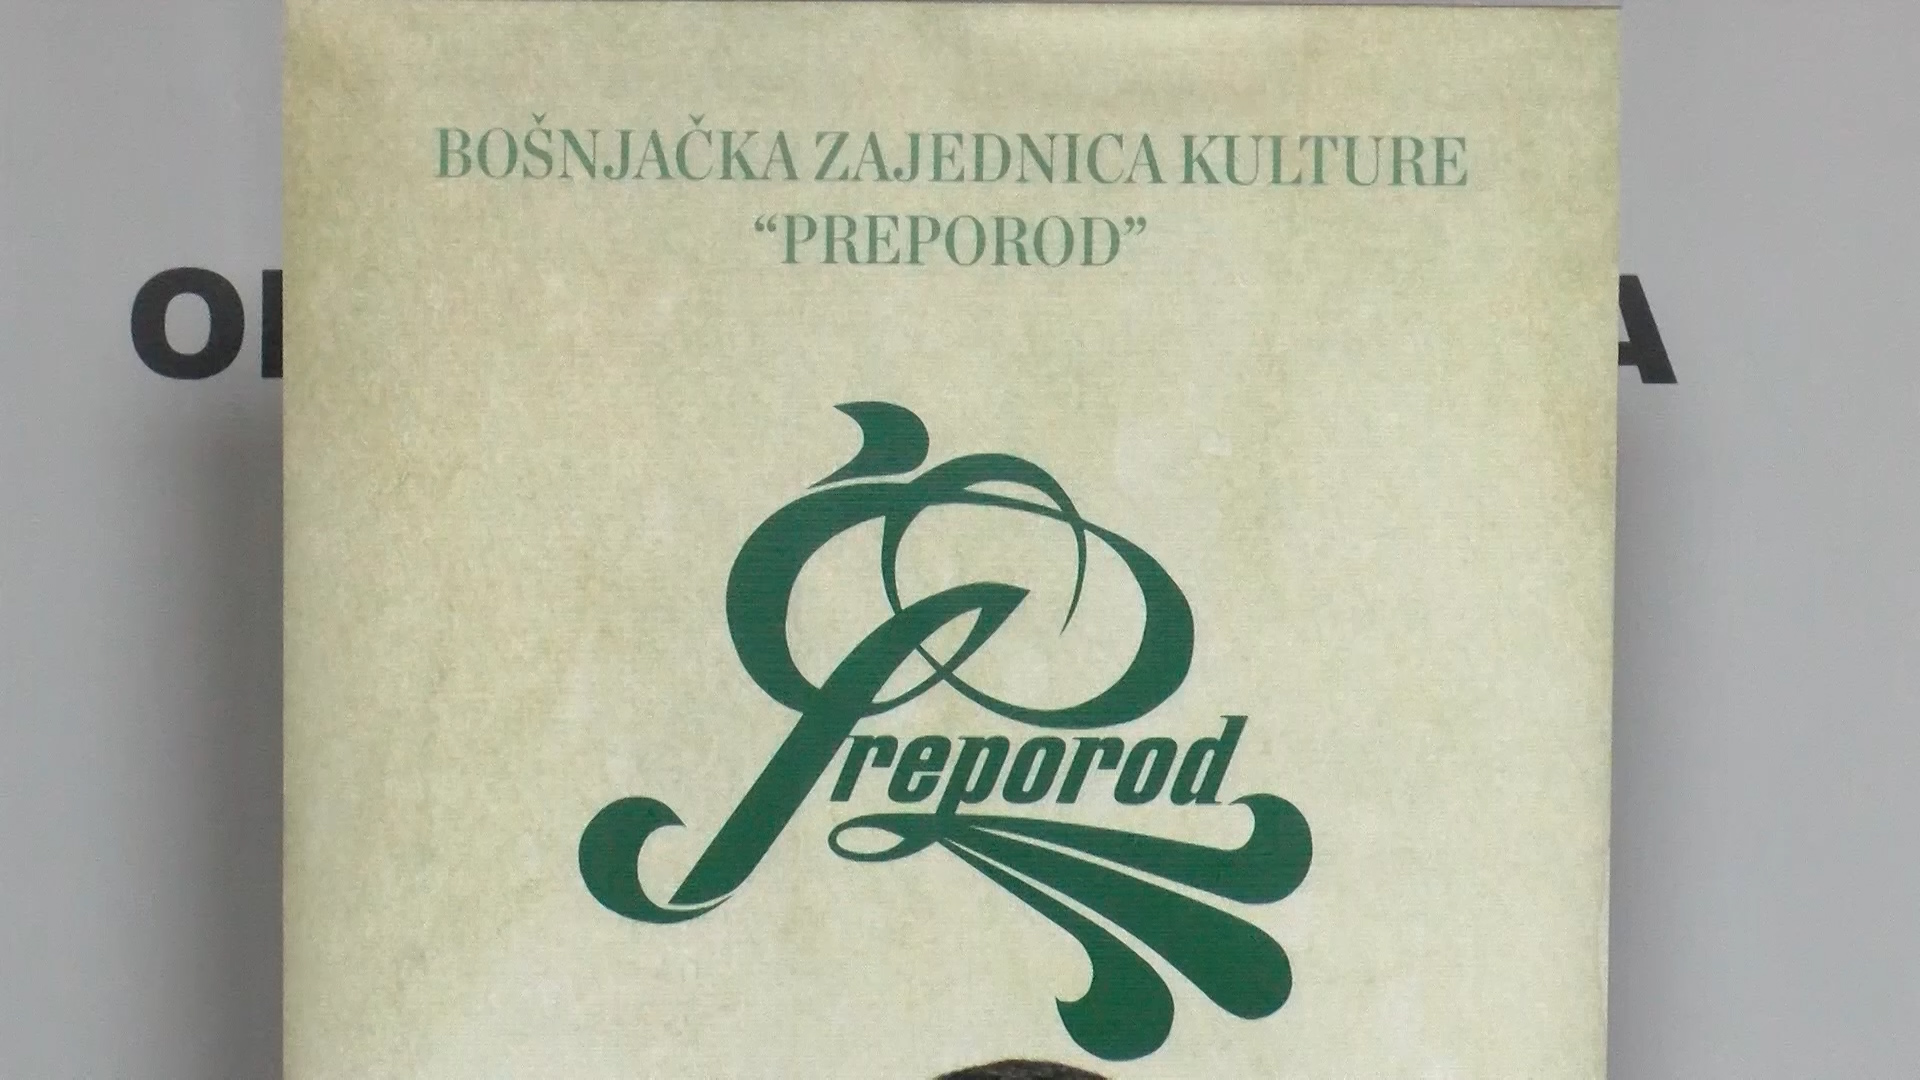 BOŠNJAČKA ZAJEDNICA KULTURE
“PREPOROD”
Preporod